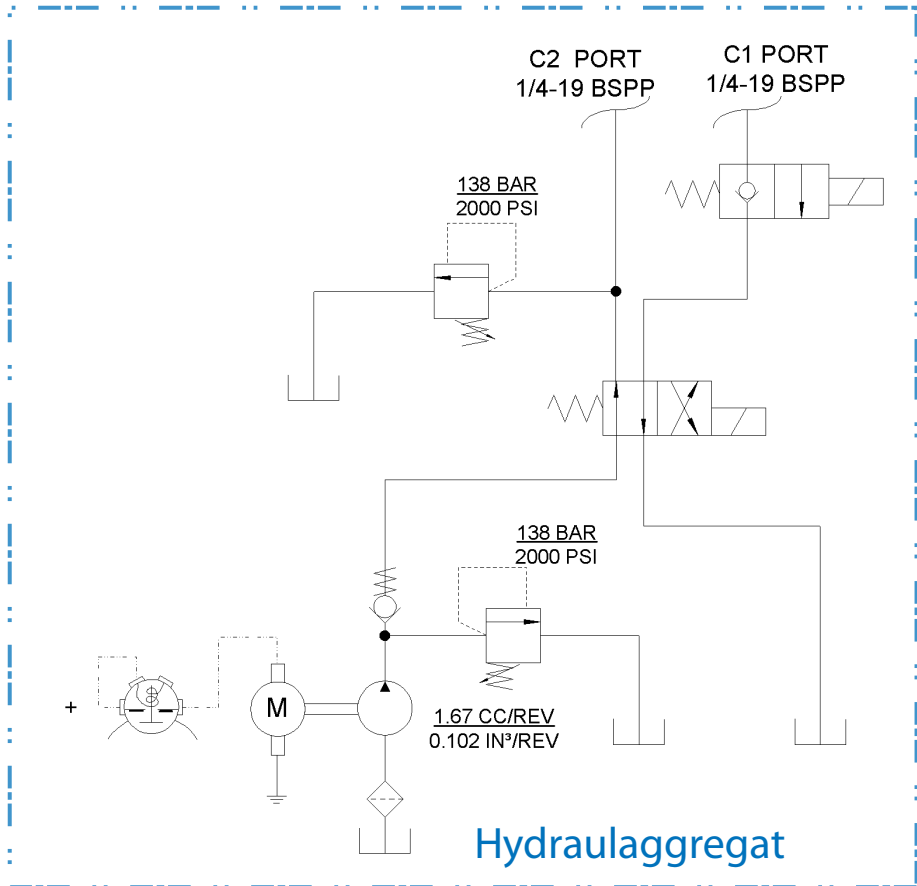 C2 PORT
1/4-19 BSPP
C1 PORT
1/4-19 BSPP
138 BAR
2000 PSI
138 BAR
2000 PSI
+
M
1.67 CC/REV
0.102 IN³/REV
Hydraulaggregat